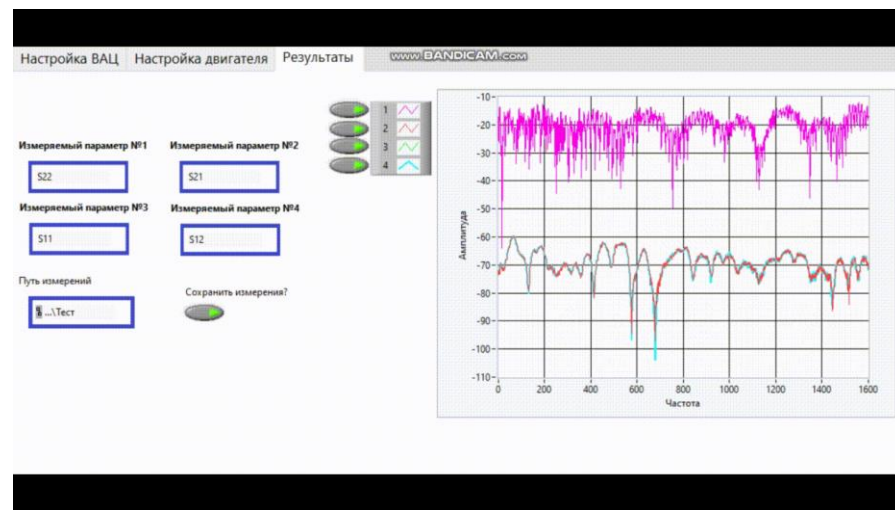 Настройка ВАЦ Настройка двигателя Результаты
www.BANDICAM.com
1
2
3
4
Измеряемый параметр №1 Измеряемый параметр №2
S22 S21
Измеряемый параметр №3 Измеряемый параметр №4
S11 S12
Путь измерений Сохранить измерения?
...\Тест
Амплитуда
-10
-20
-30
-40
-50
-60
-70
-80
-90
-100
-110
0 200 400 600 800 1000 1200 1400 1600
Частота